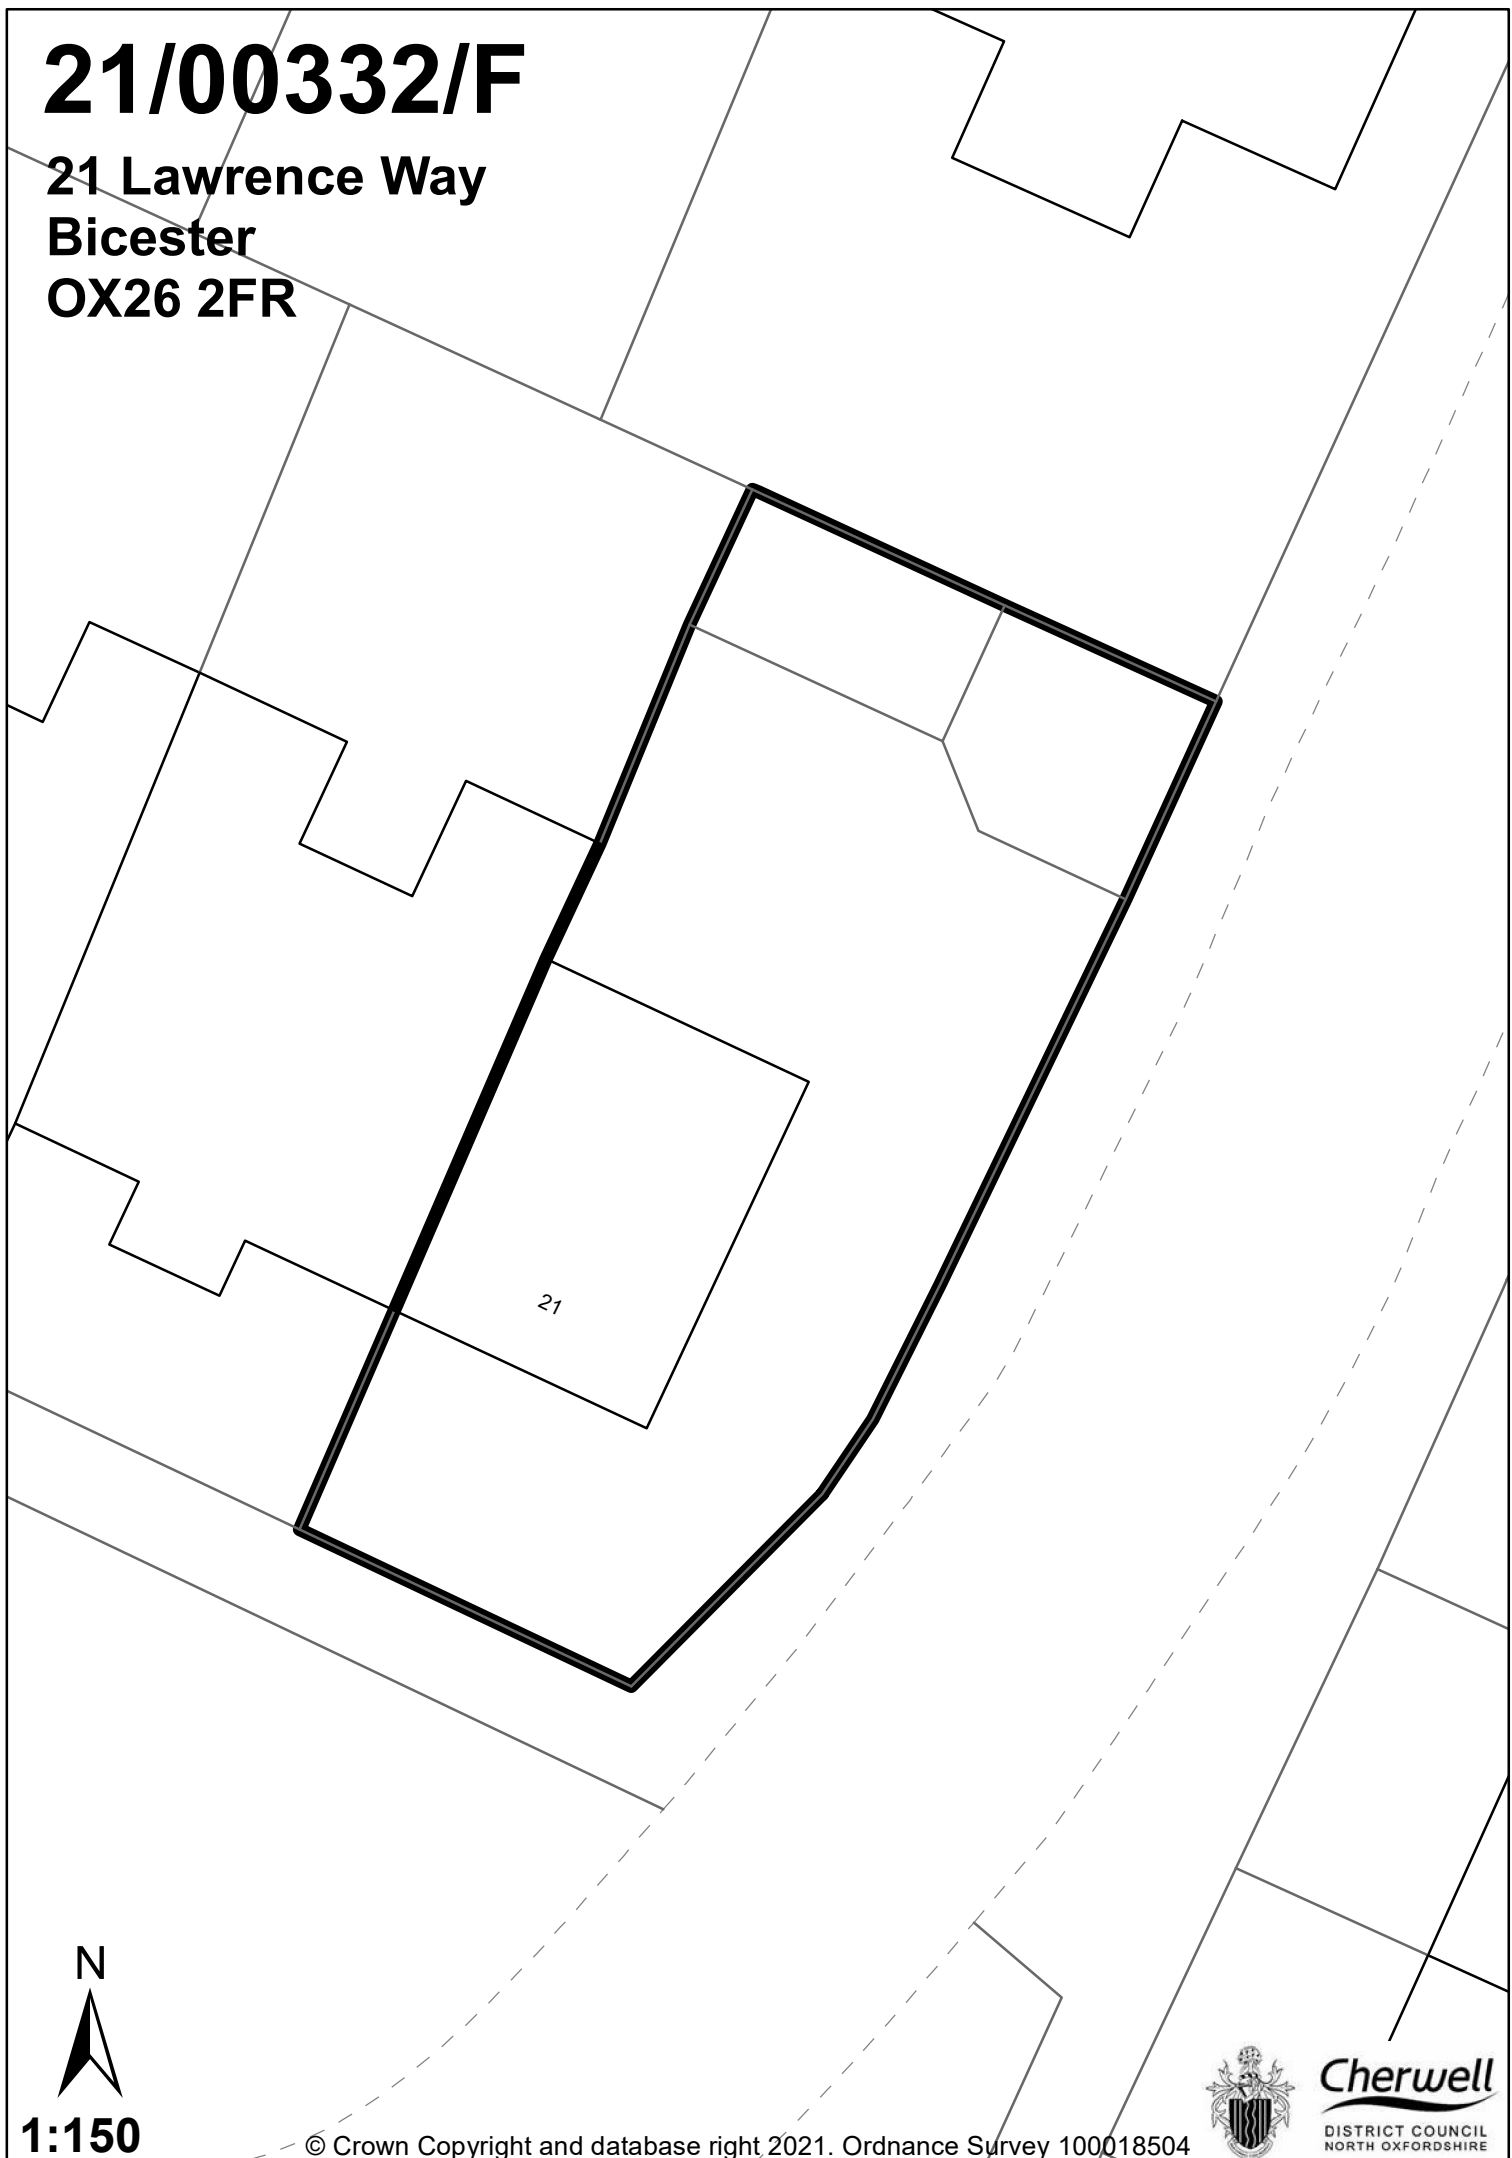 21/00332/F
21 Lawrence Way
Bicester
OX26 2FR
21
N
1:150
© Crown Copyright and database right 2021. Ordnance Survey 100018504
Cherwell
DISTRICT COUNCIL
NORTH OXFORDSHIRE